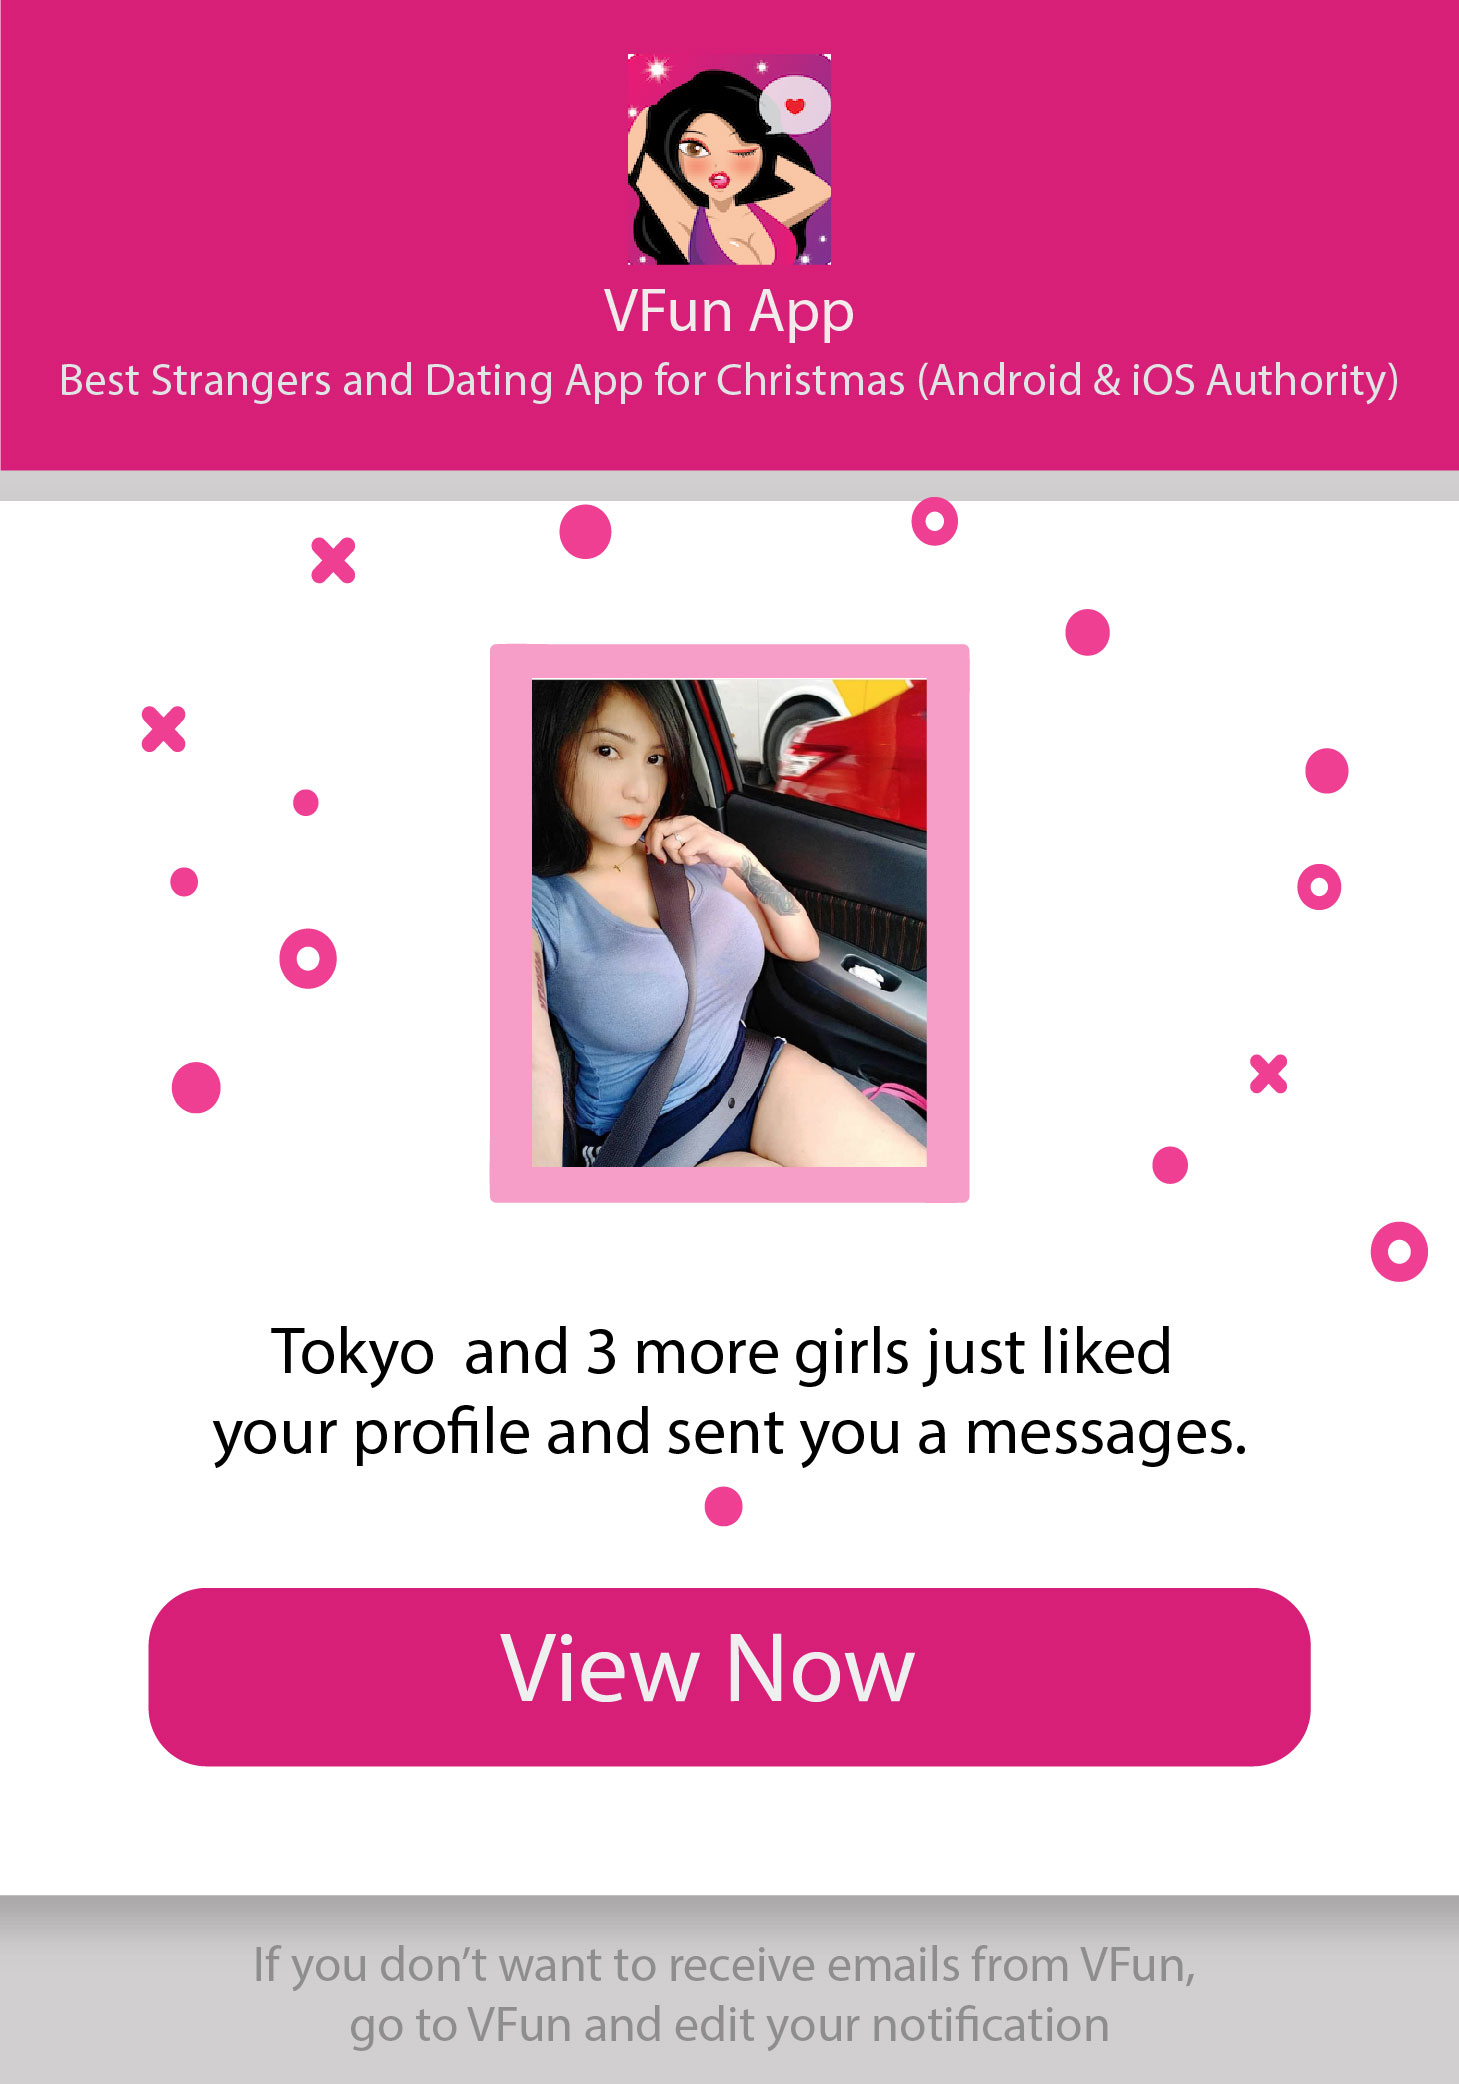 VFun App
Best Strangers and Dating App for Christmas (Android & iOS Authority)
Tokyo  and 3 more girls just liked
your profile and sent you a messages.
View Now
If you don’t want to receive emails from VFun,
go to VFun and edit your notification